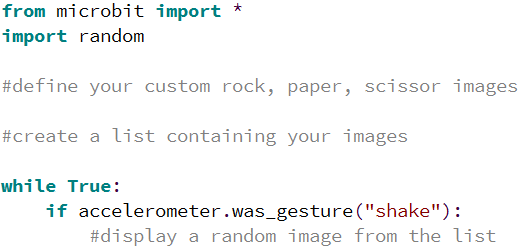 from microbit import *
import random
#define your custom rock, paper, scissor images
#create a list containing your images
while True:
if accelerometer.was_gesture("shake"):
#display a random image from the list